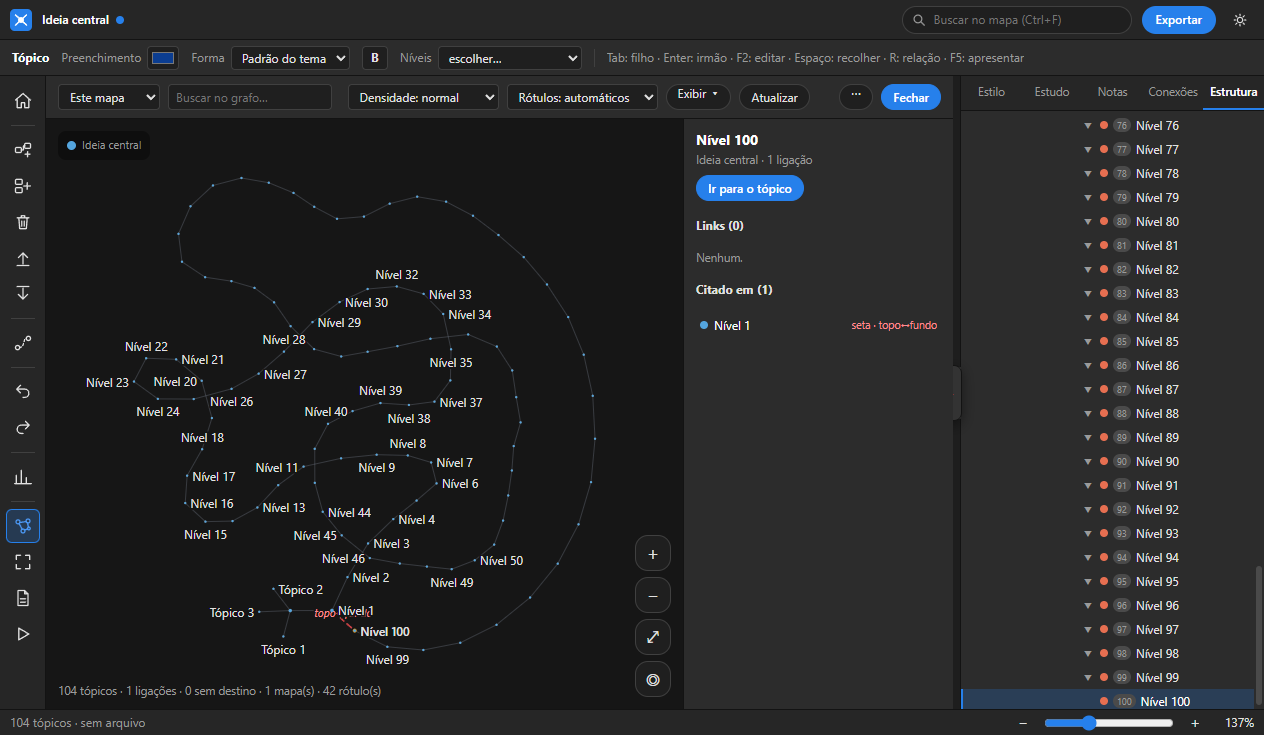 Ideia central
Buscar no mapa (Ctrl+F)
Exportar
Tópico
Preenchimento
Forma
Padrão do tema
B
Níveis
escolher...
Tab: filho · Enter: irmão · F2: editar · Espaço: recolher · R: relação · F5: apresentar
Este mapa
Buscar no grafo...
Densidade: normal
Rótulos: automáticos
Exibir
Atualizar
...
Fechar
Estilo
Estudo
Notas
Conexões
Estrutura
Ideia central
Nível 32
Nível 30
Nível 33
Nível 29
Nível 34
Nível 28
Nível 22
Nível 21
Nível 35
Nível 23
Nível 20
Nível 27
Nível 39
Nível 24
Nível 26
Nível 40
Nível 37
Nível 38
Nível 18
Nível 8
Nível 11
Nível 9
Nível 7
Nível 17
Nível 6
Nível 16
Nível 13
Nível 44
Nível 4
Nível 15
Nível 45
Nível 3
Nível 46
Nível 50
Nível 2
Nível 49
Tópico 2
Tópico 3
topo
Nível 1
Nível 100
Tópico 1
Nível 99
104 tópicos · 1 ligações · 0 sem destino · 1 mapa(s) · 42 rótulo(s)
Nível 100
Ideia central · 1 ligação
Ir para o tópico
Links (0)
Nenhum.
Citado em (1)
Nível 1
seta · topo↔fundo
76 Nível 76
77 Nível 77
78 Nível 78
79 Nível 79
80 Nível 80
81 Nível 81
82 Nível 82
83 Nível 83
84 Nível 84
85 Nível 85
86 Nível 86
87 Nível 87
88 Nível 88
89 Nível 89
90 Nível 90
91 Nível 91
92 Nível 92
93 Nível 93
94 Nível 94
95 Nível 95
96 Nível 96
97 Nível 97
98 Nível 98
99 Nível 99
100 Nível 100
104 tópicos · sem arquivo
137%